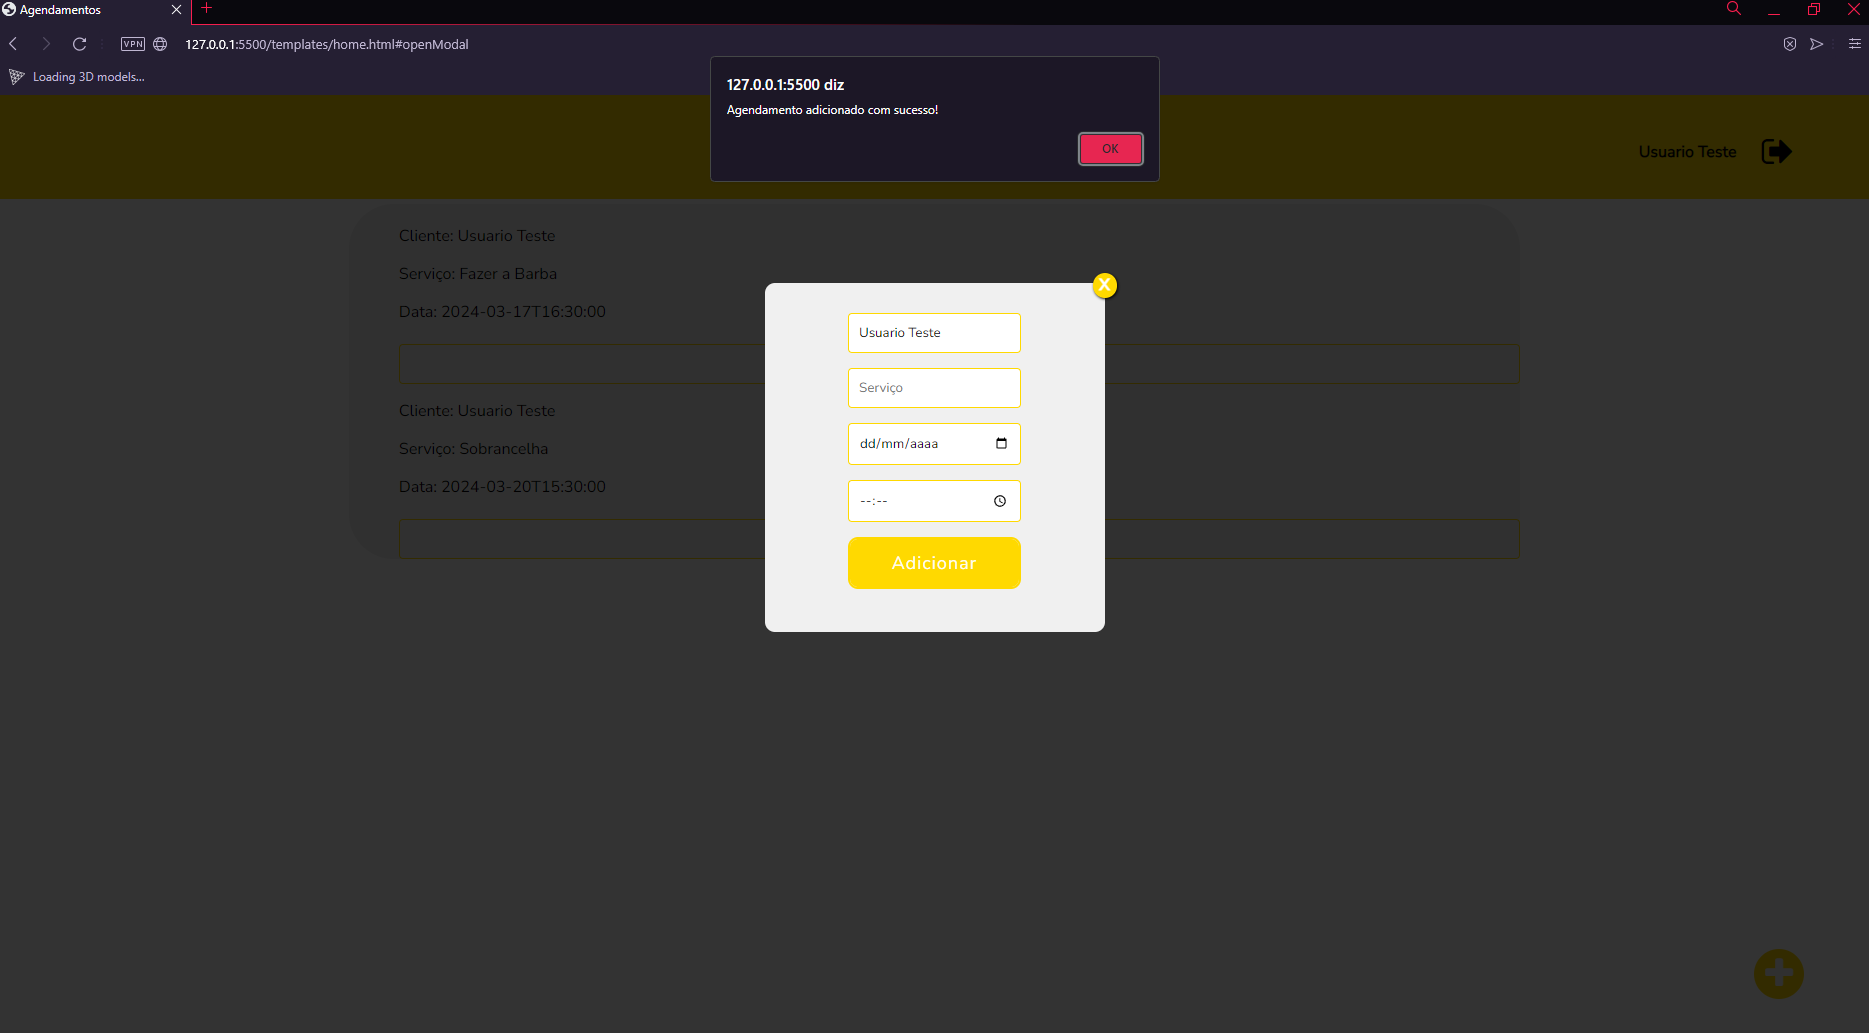 Agendamentos
VPN 127.0.0.1:5500/templates/home.html#openModal
Loading 3D models...
127.0.0.1:5500 diz
Agendamento adicionado com sucesso!
OK
Usuario Teste
Cliente: Usuario Teste
Serviço: Fazer a Barba
Data: 2024-03-17T16:30:00
Cliente: Usuario Teste
Serviço: Sobrancelha
Data: 2024-03-20T15:30:00
X
Usuario Teste
Serviço
dd/mm/aaaa
--:--
Adicionar